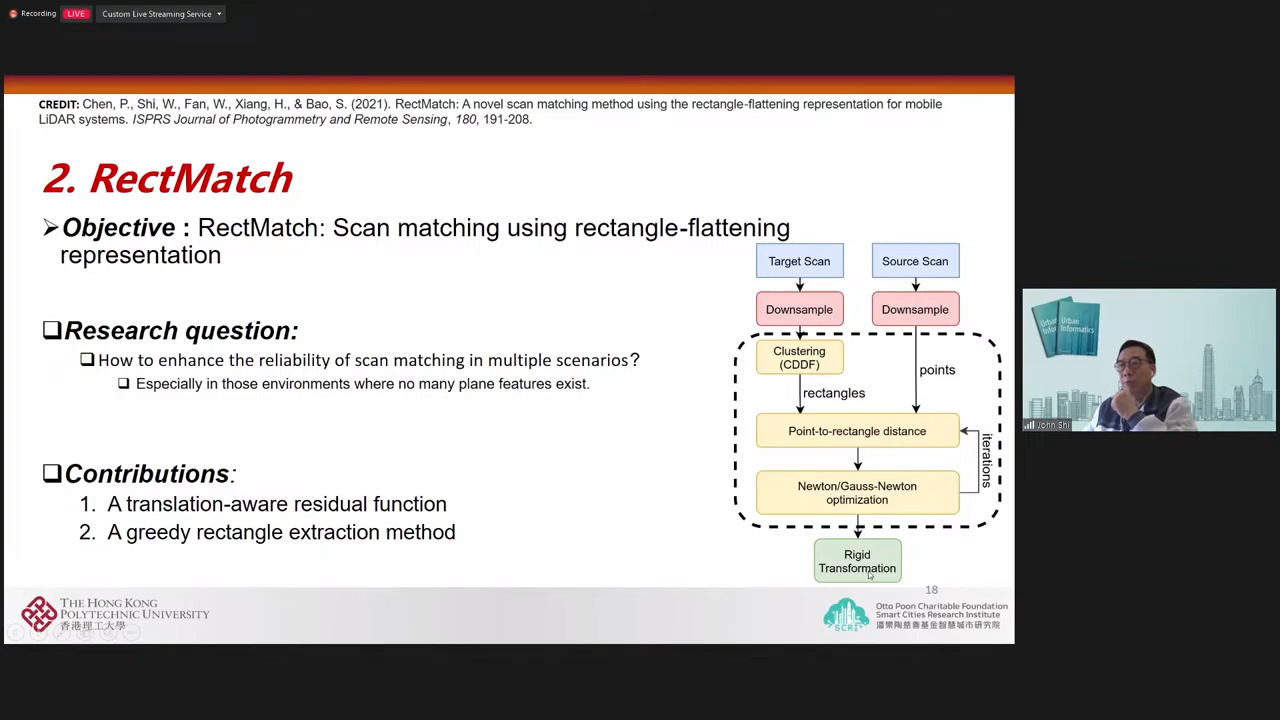 Recording
LIVE
Custom Live Streaming Service
CREDIT: Chen, P., Shi, W., Fan, W., Xiang, H., & Bao, S. (2021). RectMatch: A novel scan matching method using the rectangle-flattening representation for mobile
LiDAR systems. ISPRS Journal of Photogrammetry and Remote Sensing, 180, 191-208.
2. RectMatch
Objective : RectMatch: Scan matching using rectangle-flattening
representation
Research question:
How to enhance the reliability of scan matching in multiple scenarios?
Especially in those environments where no many plane features exist.
Contributions:
1. A translation-aware residual function
2. A greedy rectangle extraction method
Target Scan
Source Scan
Downsample
Downsample
Clustering
(CDDF)
points
rectangles
Point-to-rectangle distance
iterations
Newton/Gauss-Newton
optimization
Rigid
Transformation
18
THE HONG KONG
POLYTECHNIC UNIVERSITY
香港理工大學
SCRI
Otto Poon Charitable Foundation
Smart Cities Research Institute
潘樂陶慈善基金智慧城市研究院
Urban
Informatics
John Shi